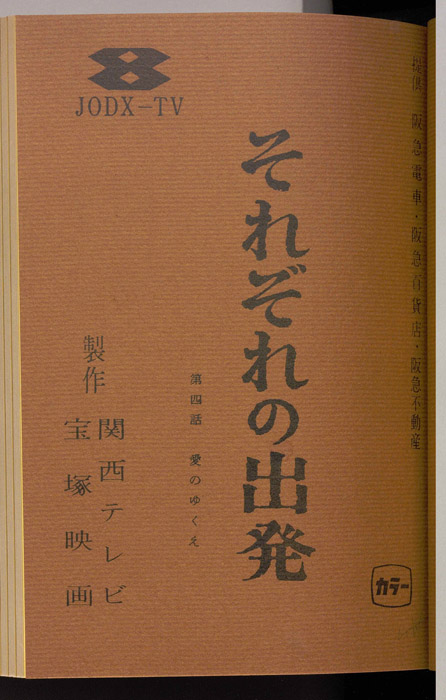 提供 阪急電車・阪急百貨店・阪急不動産
カラー
それぞれの出発
第四話 愛のゆくえ
製作
関西テレビ
宝塚映画
JODX-TV